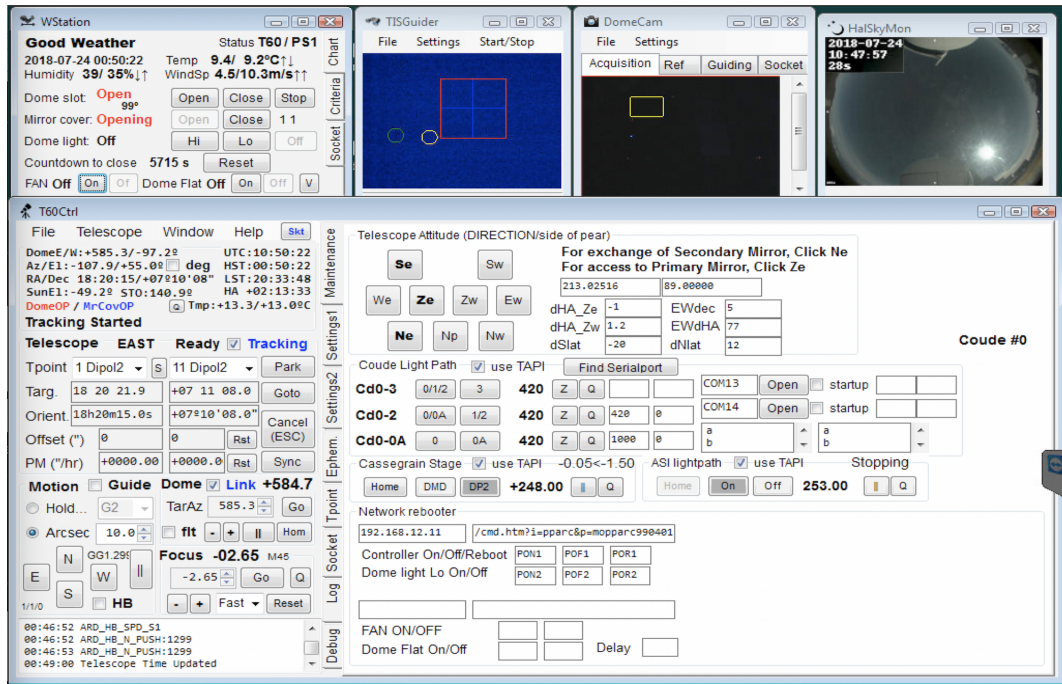 WStation
Good Weather Status T60 / PS1
2018-07-24 00:50:22 Temp 9.4/ 9.2ºC↑↓
Humidity 39/ 35%↓↑ WindSp 4.5/10.3m/s↑↑
Dome slot: Open 99º Open Close Stop
Mirror cover: Opening Open Close 1 1
Dome light: Off Hi Lo Off
Countdown to close 5715 s Reset
FAN Off On Of Dome Flat Off On Off V
Chart
Criteria
Socket
TISGuider
File Settings Start/Stop
DomeCam
File Settings
Acquisition Ref Guiding Socket
HalSkyMon
2018-07-24
10:47:57
28s
T60Ctrl
File Telescope Window Help Skt
DomeE/W:+585.3/-97.2º UTC:10:50:22
Az/El:-107.9/+55.0º deg HST:00:50:22
RA/Dec 18:20:15/+07º10'08" LST:20:33:48
SunEl:-49.2º STO:140.9º HA +02:13:33
DomeOP / MrCovOP Q Tmp:+13.3/+13.0ºC
Tracking Started
Telescope EAST Ready Tracking
Tpoint 1 Dipol2 S 11 Dipol2 Park
Targ. 18 20 21.9 +07 11 08.0 Goto
Orient. 18h20m15.0s +07º10'08.0" Cancel (ESC)
Offset (") 0 0 Rst
PM ("/hr) +0000.00 +0000.0 Rst Sync
Motion Guide Dome Link +584.7
Hold... G2 TarAz 585.3 Go
Arcsec 10.0 flt - + || Hom
N GG1.299 Focus -02.65 M45
E W || -2.65 Go Q
S
1/1/0 HB - + Fast Reset
00:46:52 ARD_HB_SPD_S1
00:46:52 ARD_HB_N_PUSH:1299
00:46:53 ARD_HB_N_PUSH:1299
00:49:00 Telescope Time Updated
Maintenance
Settings1
Settings2
Ephem.
Tpoint
Socket
Log
Debug
Telescope Attitude (DIRECTION/side of pear)
Se Sw
We Ze Zw Ew
Ne Np Nw
For exchange of Secondary Mirror, Click Ne
For access to Primary Mirror, Click Ze
213.02516 89.00000
dHA_Ze -1 EWdec 5
dHA_Zw 1.2 EWdHA 77
dSlat -20 dNlat 12
Coude #0
Coude Light Path use TAPI Find Serialport
Cd0-3 0/1/2 3 420 Z Q COM13 Open startup
Cd0-2 0/0A 1/2 420 Z Q 420 0 COM14 Open startup
Cd0-0A 0 0A 420 Z Q 1000 0 a a
b b
Cassegrain Stage use TAPI -0.05<-1.50 ASI lightpath use TAPI Stopping
Home DMD DP2 +248.00 || Q Home On Off 253.00 || Q
Network rebooter
192.168.12.11 /cmd.htm?i=pparc&p=mopparc990401
Controller On/Off/Reboot PON1 POF1 POR1
Dome light Lo On/Off PON2 POF2 POR2
FAN ON/OFF
Dome Flat On/Off Delay